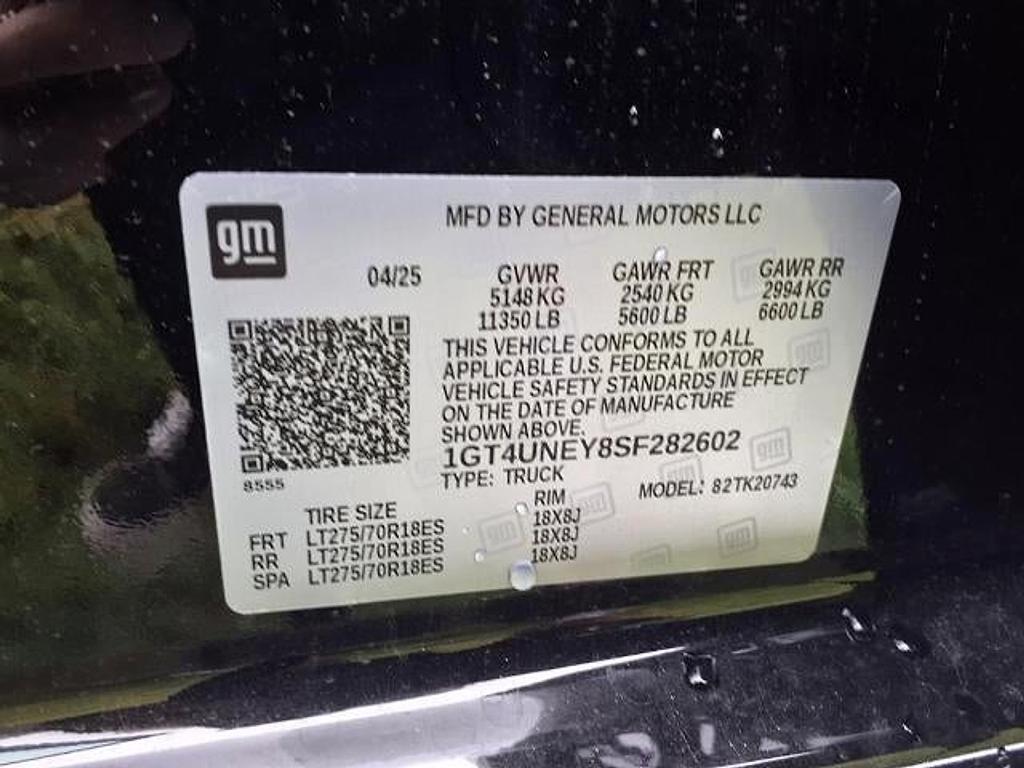 gm
MFD BY GENERAL MOTORS LLC
04/25 GVWR GAWR FRT GAWR RR
5148 KG 2540 KG 2994 KG
11350 LB 5600 LB 6600 LB
THIS VEHICLE CONFORMS TO ALL
APPLICABLE U.S. FEDERAL MOTOR
VEHICLE SAFETY STANDARDS IN EFFECT
ON THE DATE OF MANUFACTURE
SHOWN ABOVE.
1GT4UNEY8SF282602
TYPE: TRUCK
MODEL: 82TK20743
8555
TIRE SIZE RIM
FRT LT275/70R18ES 18X8J
RR LT275/70R18ES 18X8J
SPA LT275/70R18ES 18X8J